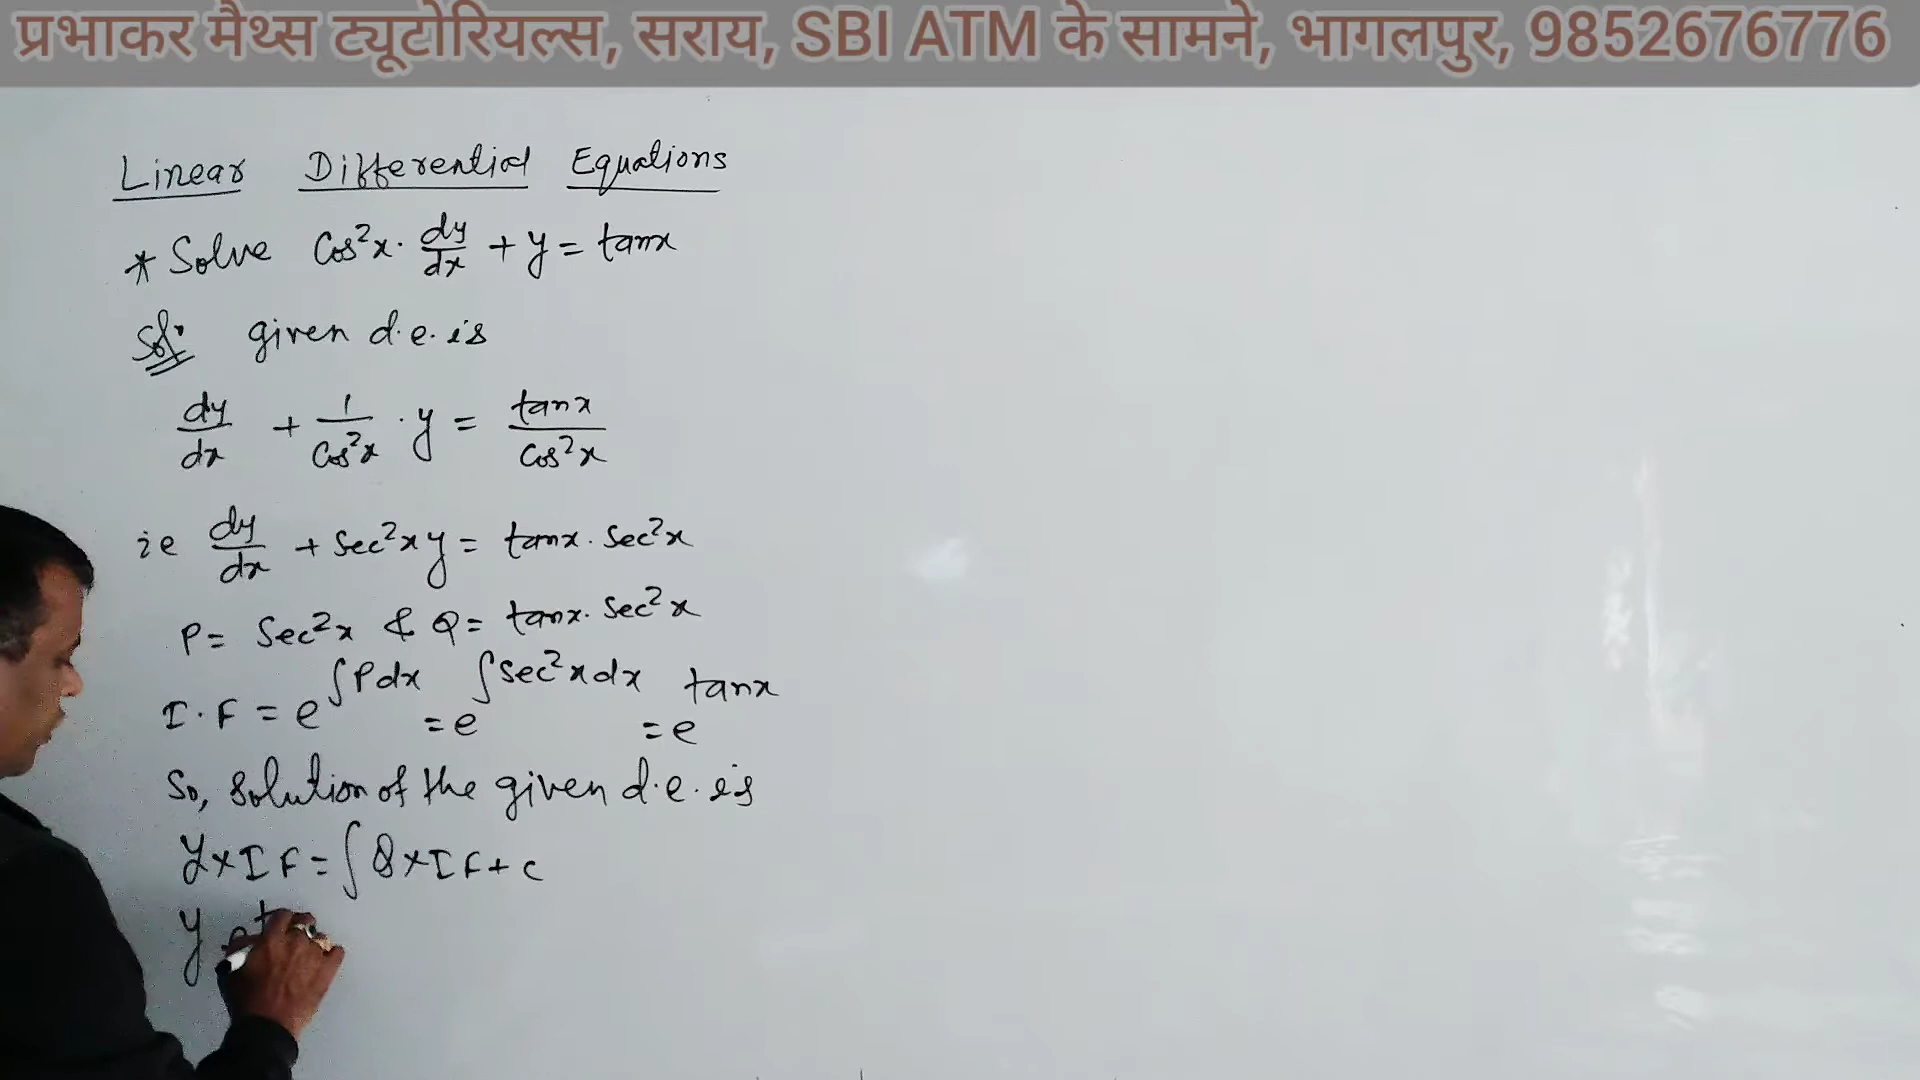 प्रभाकर मैथ्स ट्यूटोरियल्स, सराय, SBI ATM के सामने, भागलपुर, 9852676776
Linear Differential Equations
* Solve Cos²x · dy/dx + y = tanx
Sol: given d.e. is
dy/dx + 1/Cos²x · y = tanx/Cos²x
ie dy/dx + Sec²x y = tanx · Sec²x
P = Sec²x & Q = tanx · Sec²x
I.F = e^∫Pdx = e^∫Sec²xdx = e^tanx
So, Solution of the given d.e. is
y×IF = ∫Q×IF + c
y e